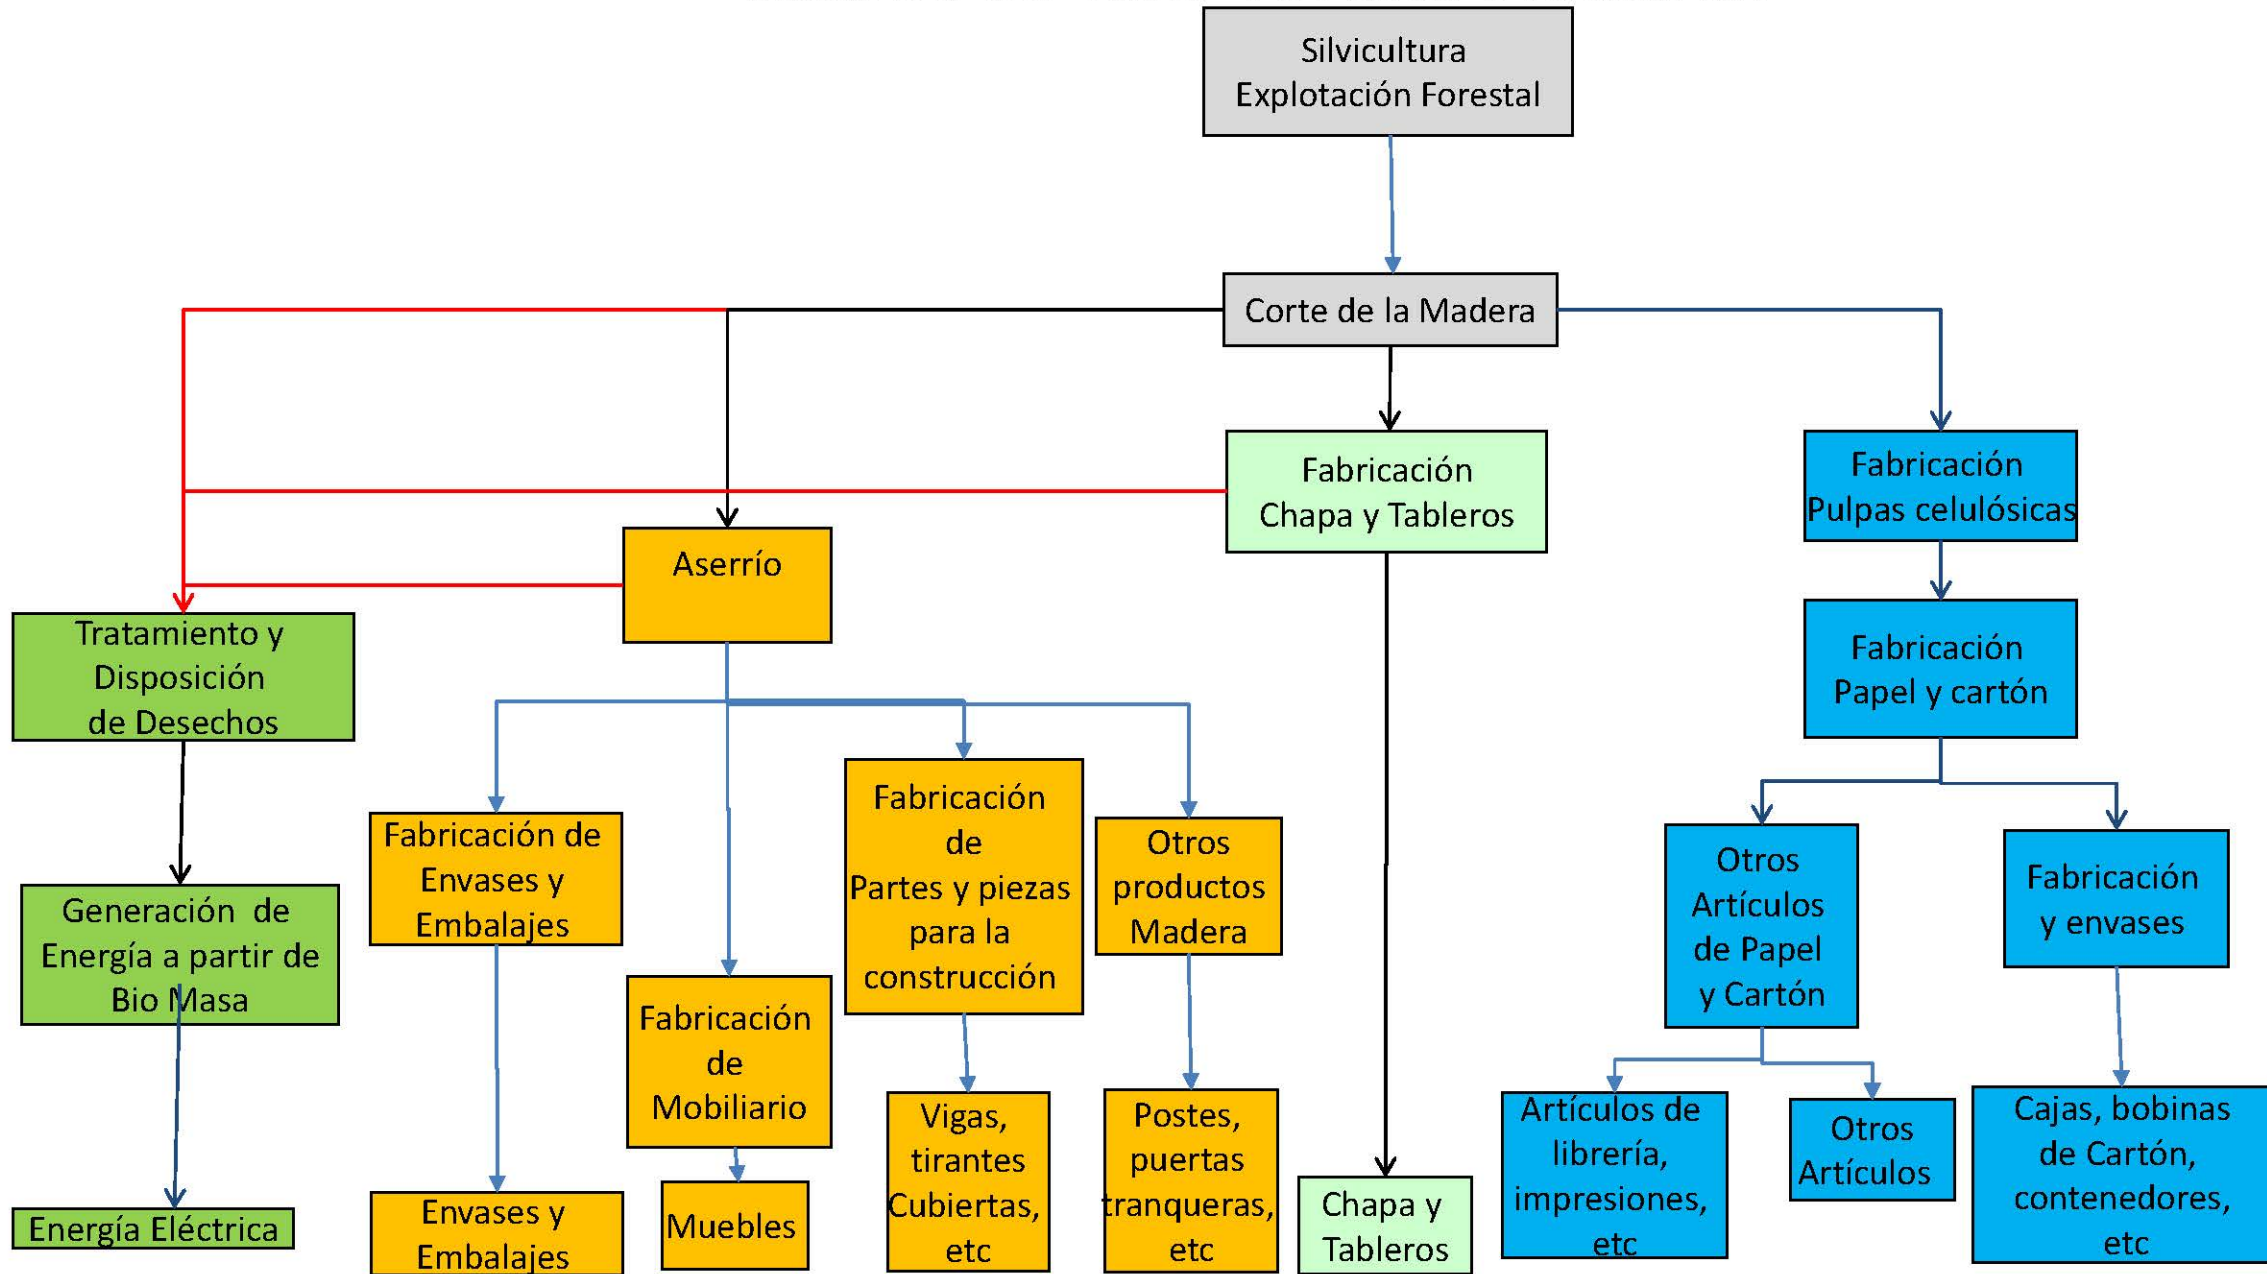 Silvicultura
Explotación Forestal
Corte de la Madera
Fabricación
Chapa y Tableros
Fabricación
Pulpas celulósicas
Aserrío
Tratamiento y
Disposición
de Desechos
Fabricación
Papel y cartón
Fabricación de
Envases y
Embalajes
Fabricación
de
Partes y piezas
para la
construcción
Otros
productos
Madera
Otros
Artículos
de Papel
y Cartón
Fabricación
y envases
Generación de
Energía a partir de
Bio Masa
Fabricación
de
Mobiliario
Energía Eléctrica
Envases y
Embalajes
Muebles
Vigas,
tirantes
Cubiertas,
etc
Postes,
puertas
tranqueras,
etc
Chapa y
Tableros
Artículos de
librería,
impresiones,
etc
Otros
Artículos
Cajas, bobinas
de Cartón,
contenedores,
etc